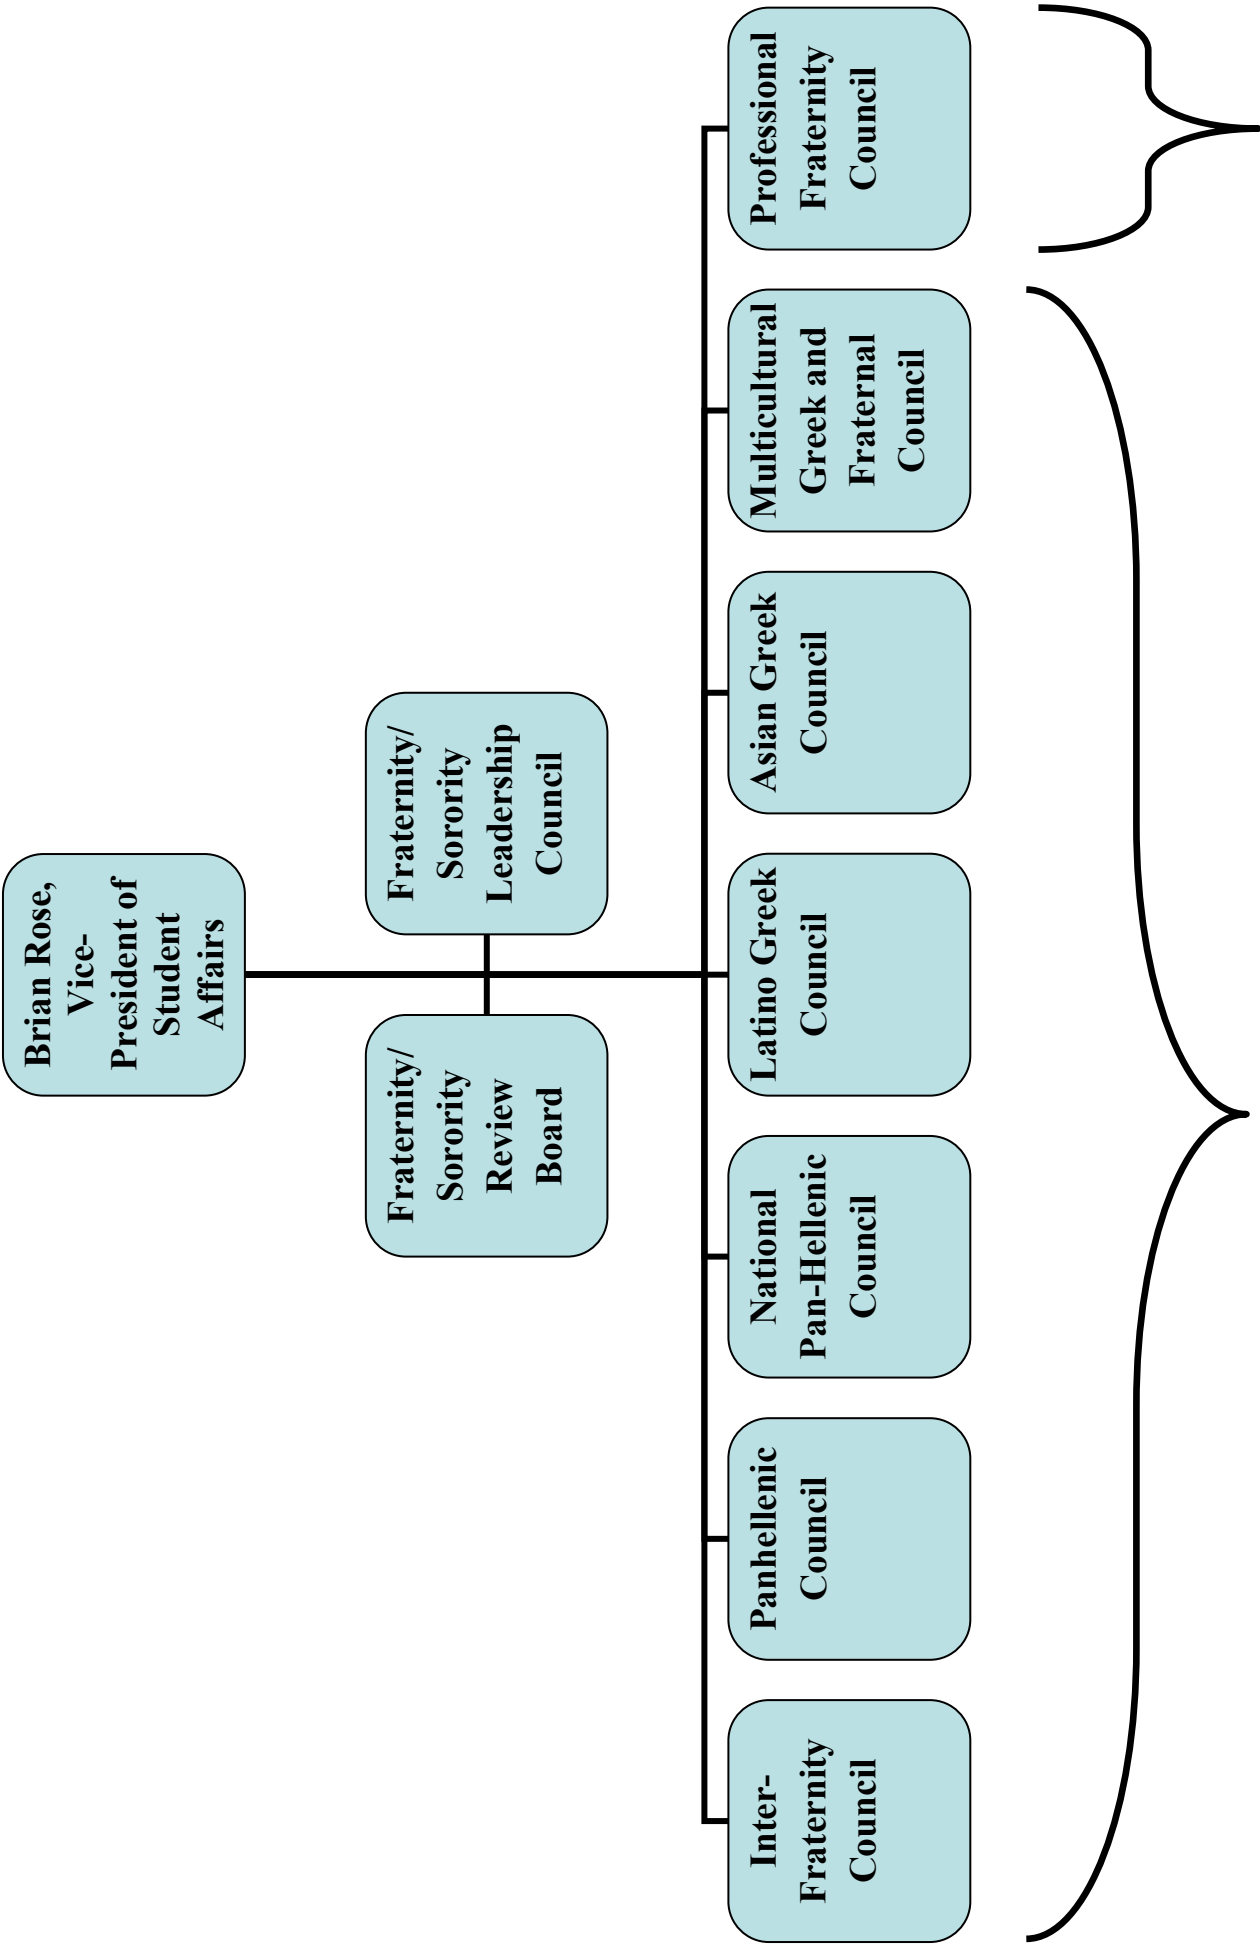 Brian Rose,
Vice-
President of
Student
Affairs
Fraternity/
Sorority
Review
Board
Fraternity/
Sorority
Leadership
Council
Inter-
Fraternity
Council
Panhellenic
Council
National
Pan-Hellenic
Council
Latino Greek
Council
Asian Greek
Council
Multicultural
Greek and
Fraternal
Council
Professional
Fraternity
Council